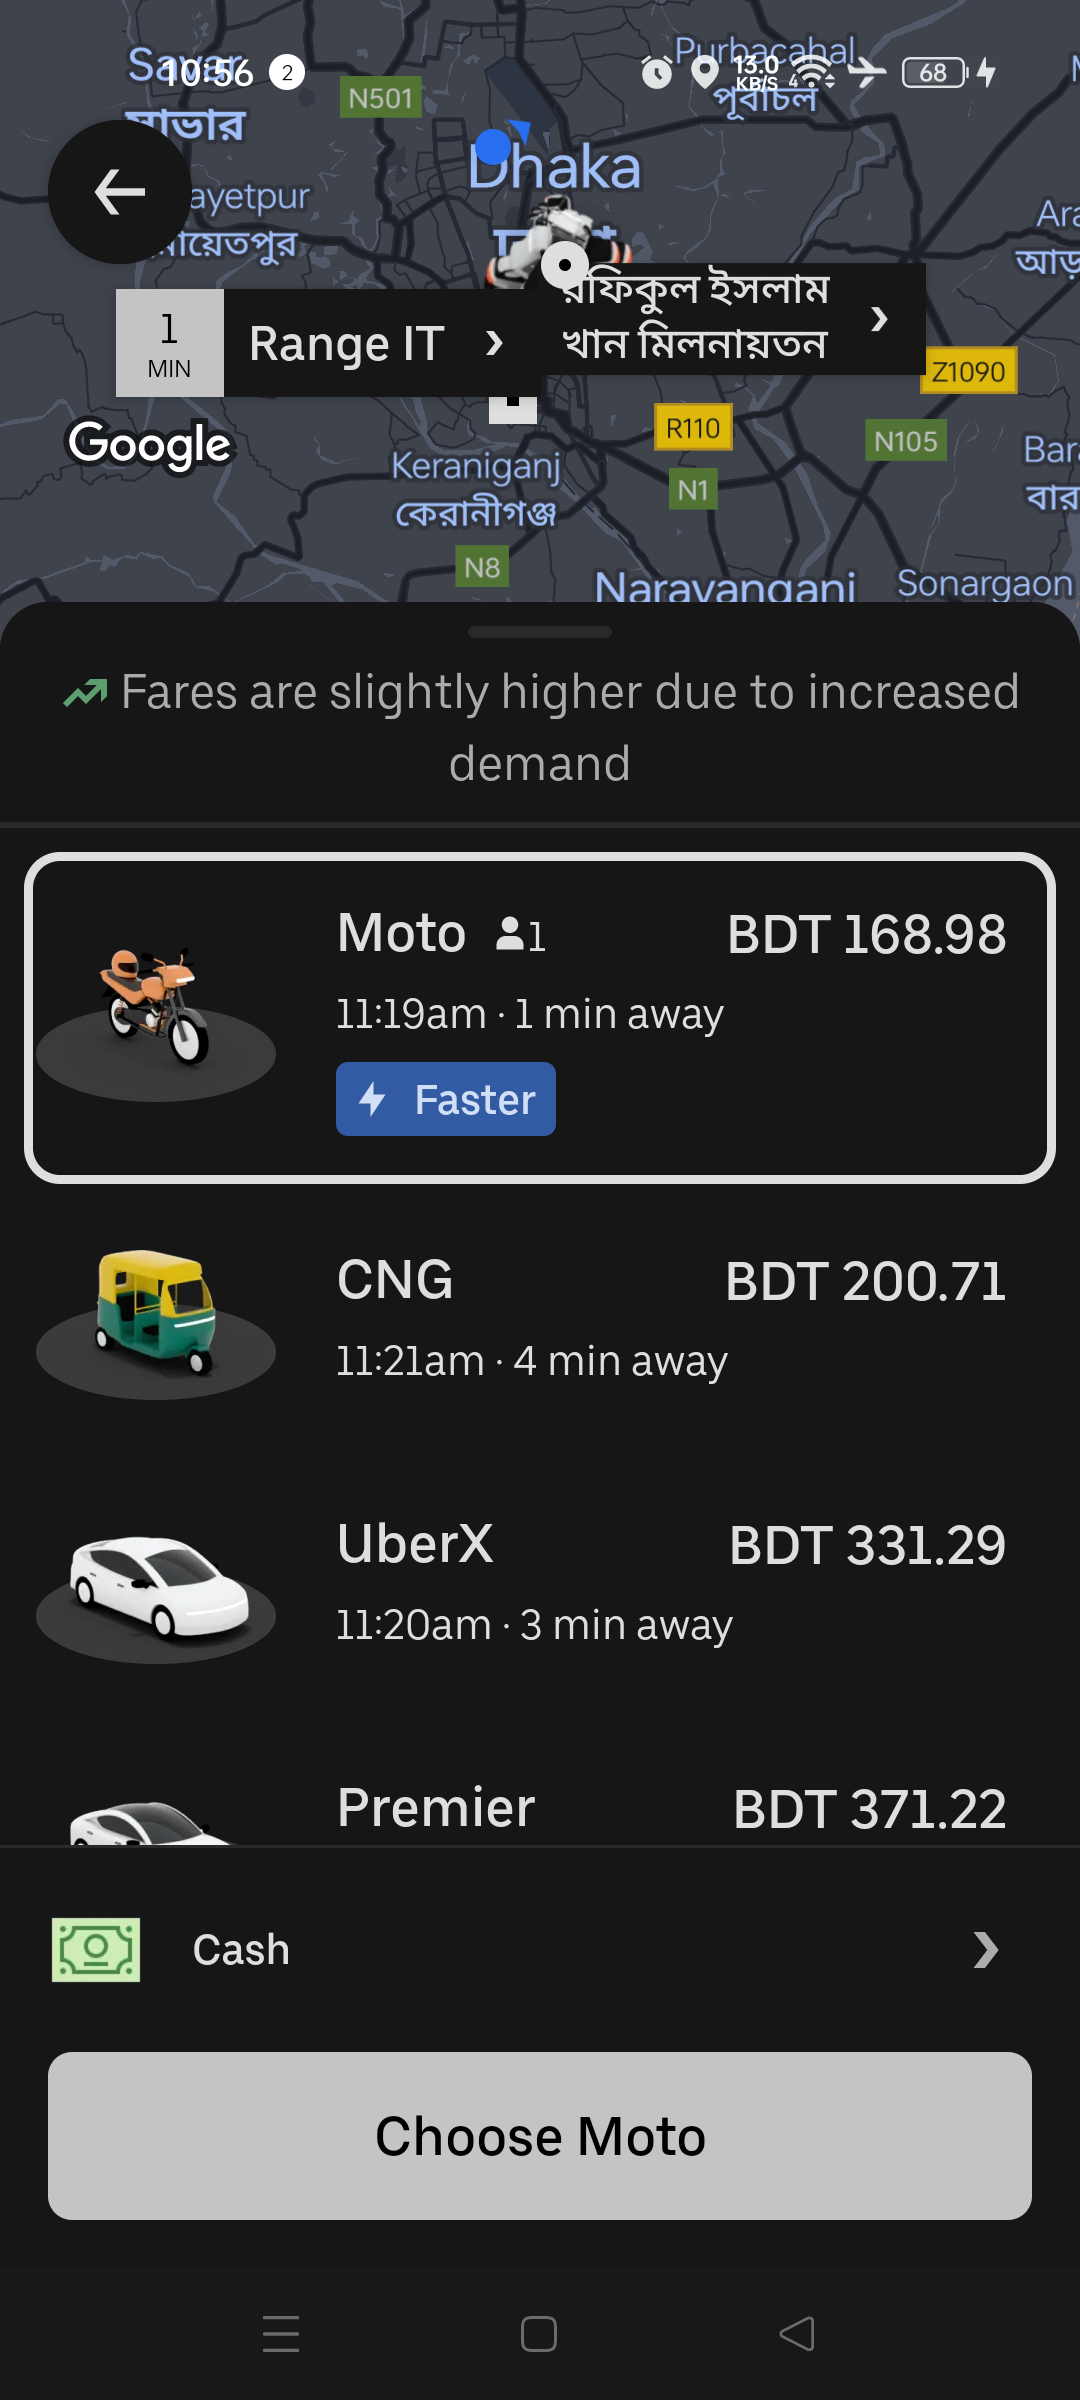 Savar
10:56 2
Purbacahal
13.0
KB/S
4
68
N501
পূর্বাচল
সাভার
Dhaka
ayetpur
Ara
আড়
রফিকুল ইসলাম
1
MIN
Range IT
খান মিলনায়তন
Z1090
Google
R110
N105
Bara
Keraniganj
N1
বার
কেরানীগঞ্জ
N8
Narayanganj
Sonargaon
Fares are slightly higher due to increased
demand
Moto 1 BDT 168.98
11:19am · 1 min away
Faster
CNG BDT 200.71
11:21am · 4 min away
UberX BDT 331.29
11:20am · 3 min away
Premier BDT 371.22
Cash
Choose Moto